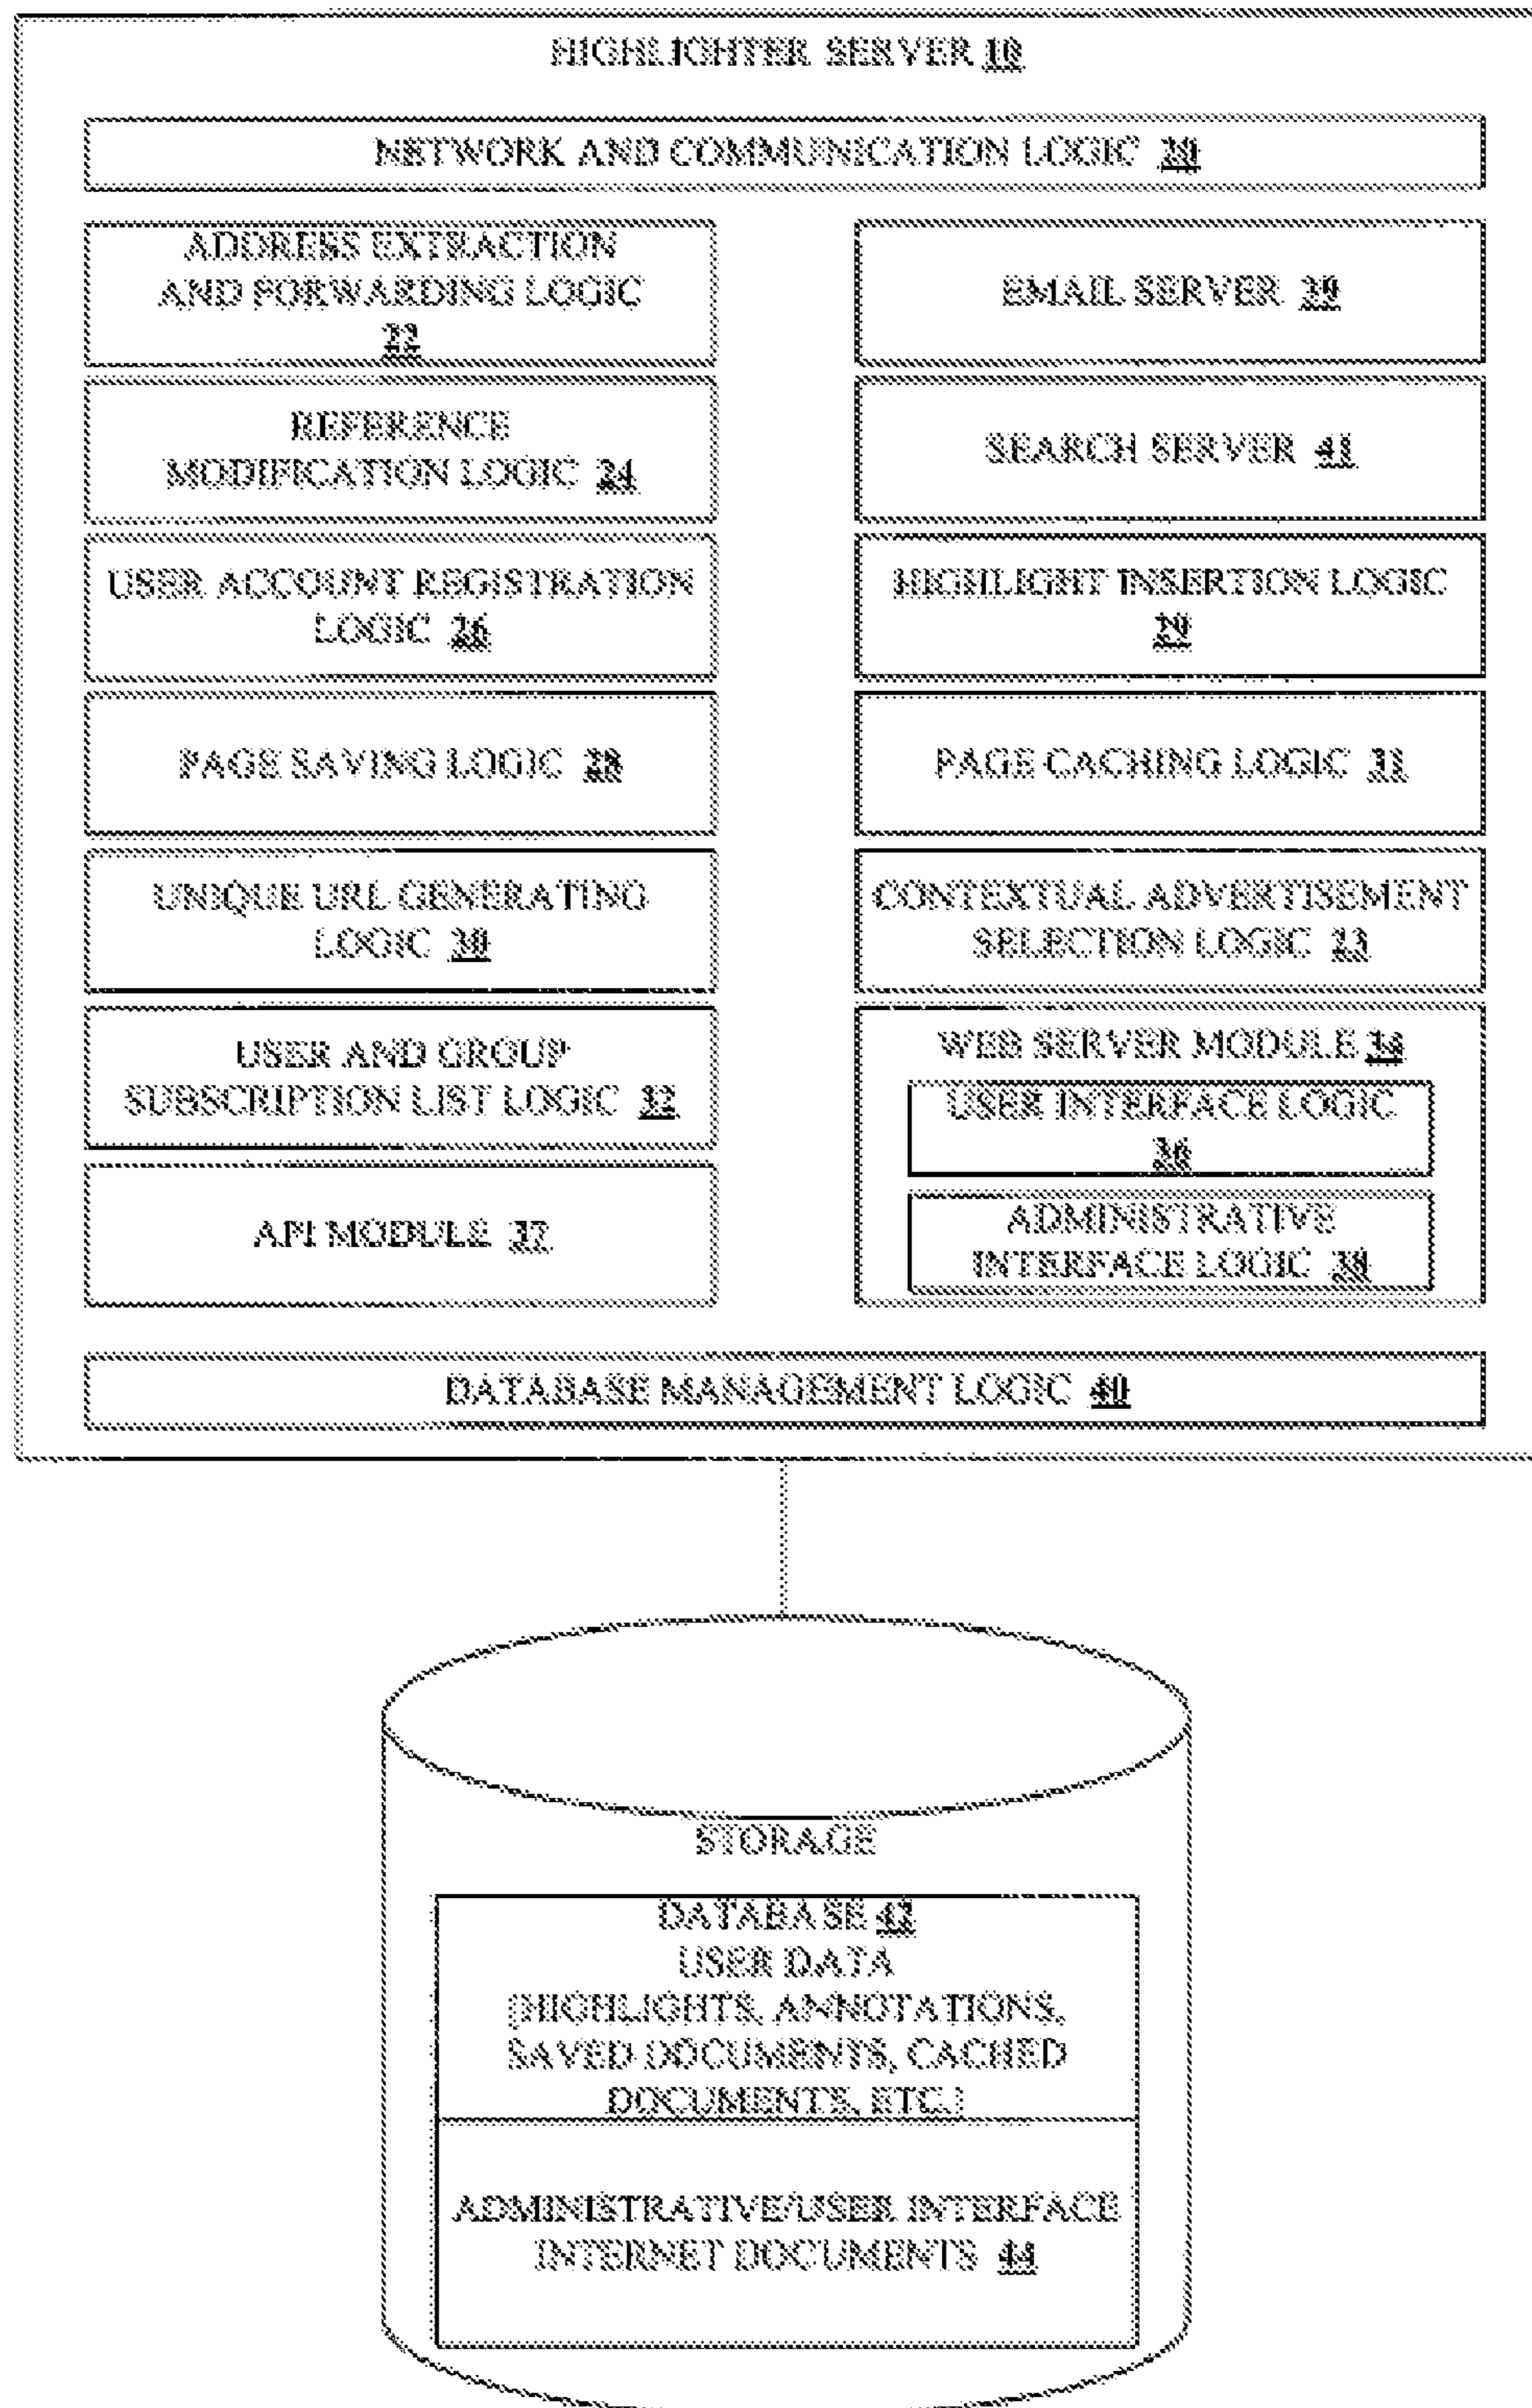 HIGHLIGHTER SERVER 10
NETWORK AND COMMUNICATION LOGIC 20
ADDRESS EXTRACTION
AND FORWARDING LOGIC
22
REFERENCE
MODIFICATION LOGIC 24
USER ACCOUNT REGISTRATION
LOGIC 26
PAGE SAVING LOGIC 28
UNIQUE URL GENERATING
LOGIC 30
USER AND GROUP
SUBSCRIPTION LIST LOGIC 32
API MODULE 37
EMAIL SERVER 39
SEARCH SERVER 41
HIGHLIGHT INSERTION LOGIC
29
PAGE CACHING LOGIC 31
CONTEXTUAL ADVERTISEMENT
SELECTION LOGIC 23
WEB SERVER MODULE 34
USER INTERFACE LOGIC
36
ADMINISTRATIVE
INTERFACE LOGIC 38
DATABASE MANAGEMENT LOGIC 40
STORAGE
DATABASE 42
USER DATA
[HIGHLIGHTS, ANNOTATIONS,
SAVED DOCUMENTS, CACHED
DOCUMENTS, ETC.]
ADMINISTRATIVE/USER INTERFACE
INTERNET DOCUMENTS 44